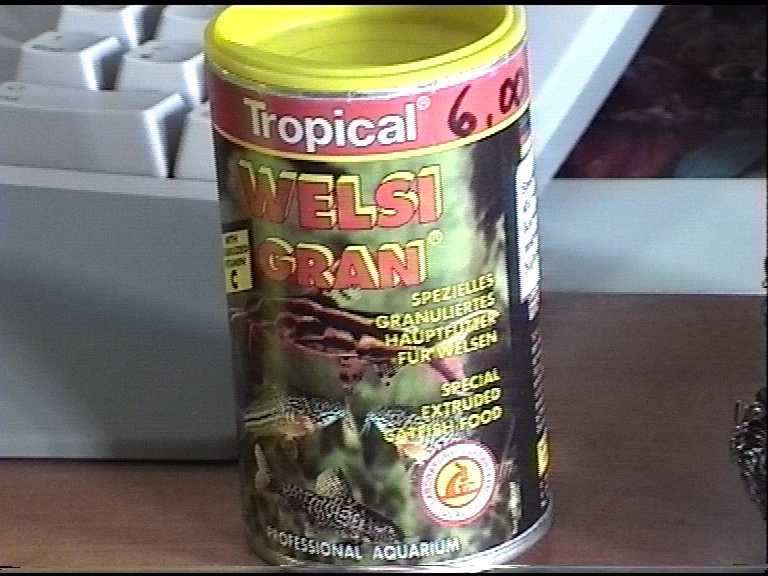 Tropical®
6,00
WELSI
GRAN®
C
SPEZIELLES
GRANULIERTES
HAUPTFUTTER
FÜR WELSEN
SPECIAL
EXTRUDED
CATFISH FOOD
PROFESSIONAL AQUARIUM